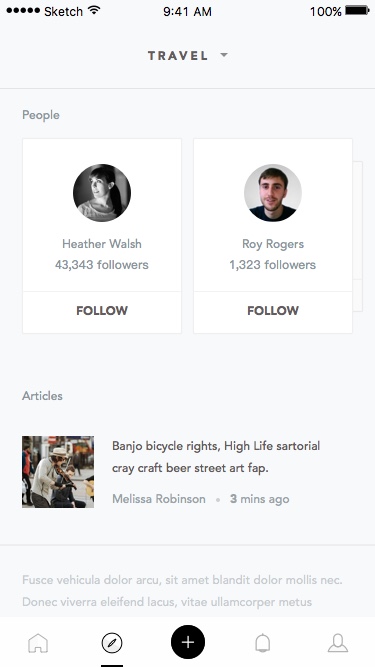 Sketch 9:41 AM 100%
TRAVEL
People
Heather Walsh
43,343 followers
FOLLOW
Roy Rogers
1,323 followers
FOLLOW
Articles
Banjo bicycle rights, High Life sartorial
cray craft beer street art fap.
Melissa Robinson • 3 mins ago
Fusce vehicula dolor arcu, sit amet blandit dolor mollis nec.
Donec viverra eleifend lacus, vitae ullamcorper metus